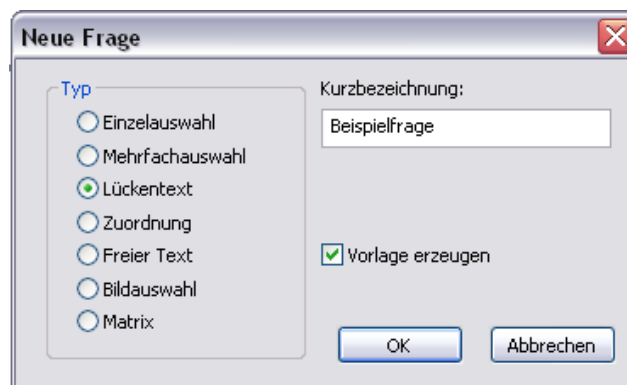 Neue Frage
Typ
Einzelauswahl
Mehrfachauswahl
Lückentext
Zuordnung
Freier Text
Bildauswahl
Matrix
Kurzbezeichnung:
Beispielfrage
Vorlage erzeugen
OK
Abbrechen